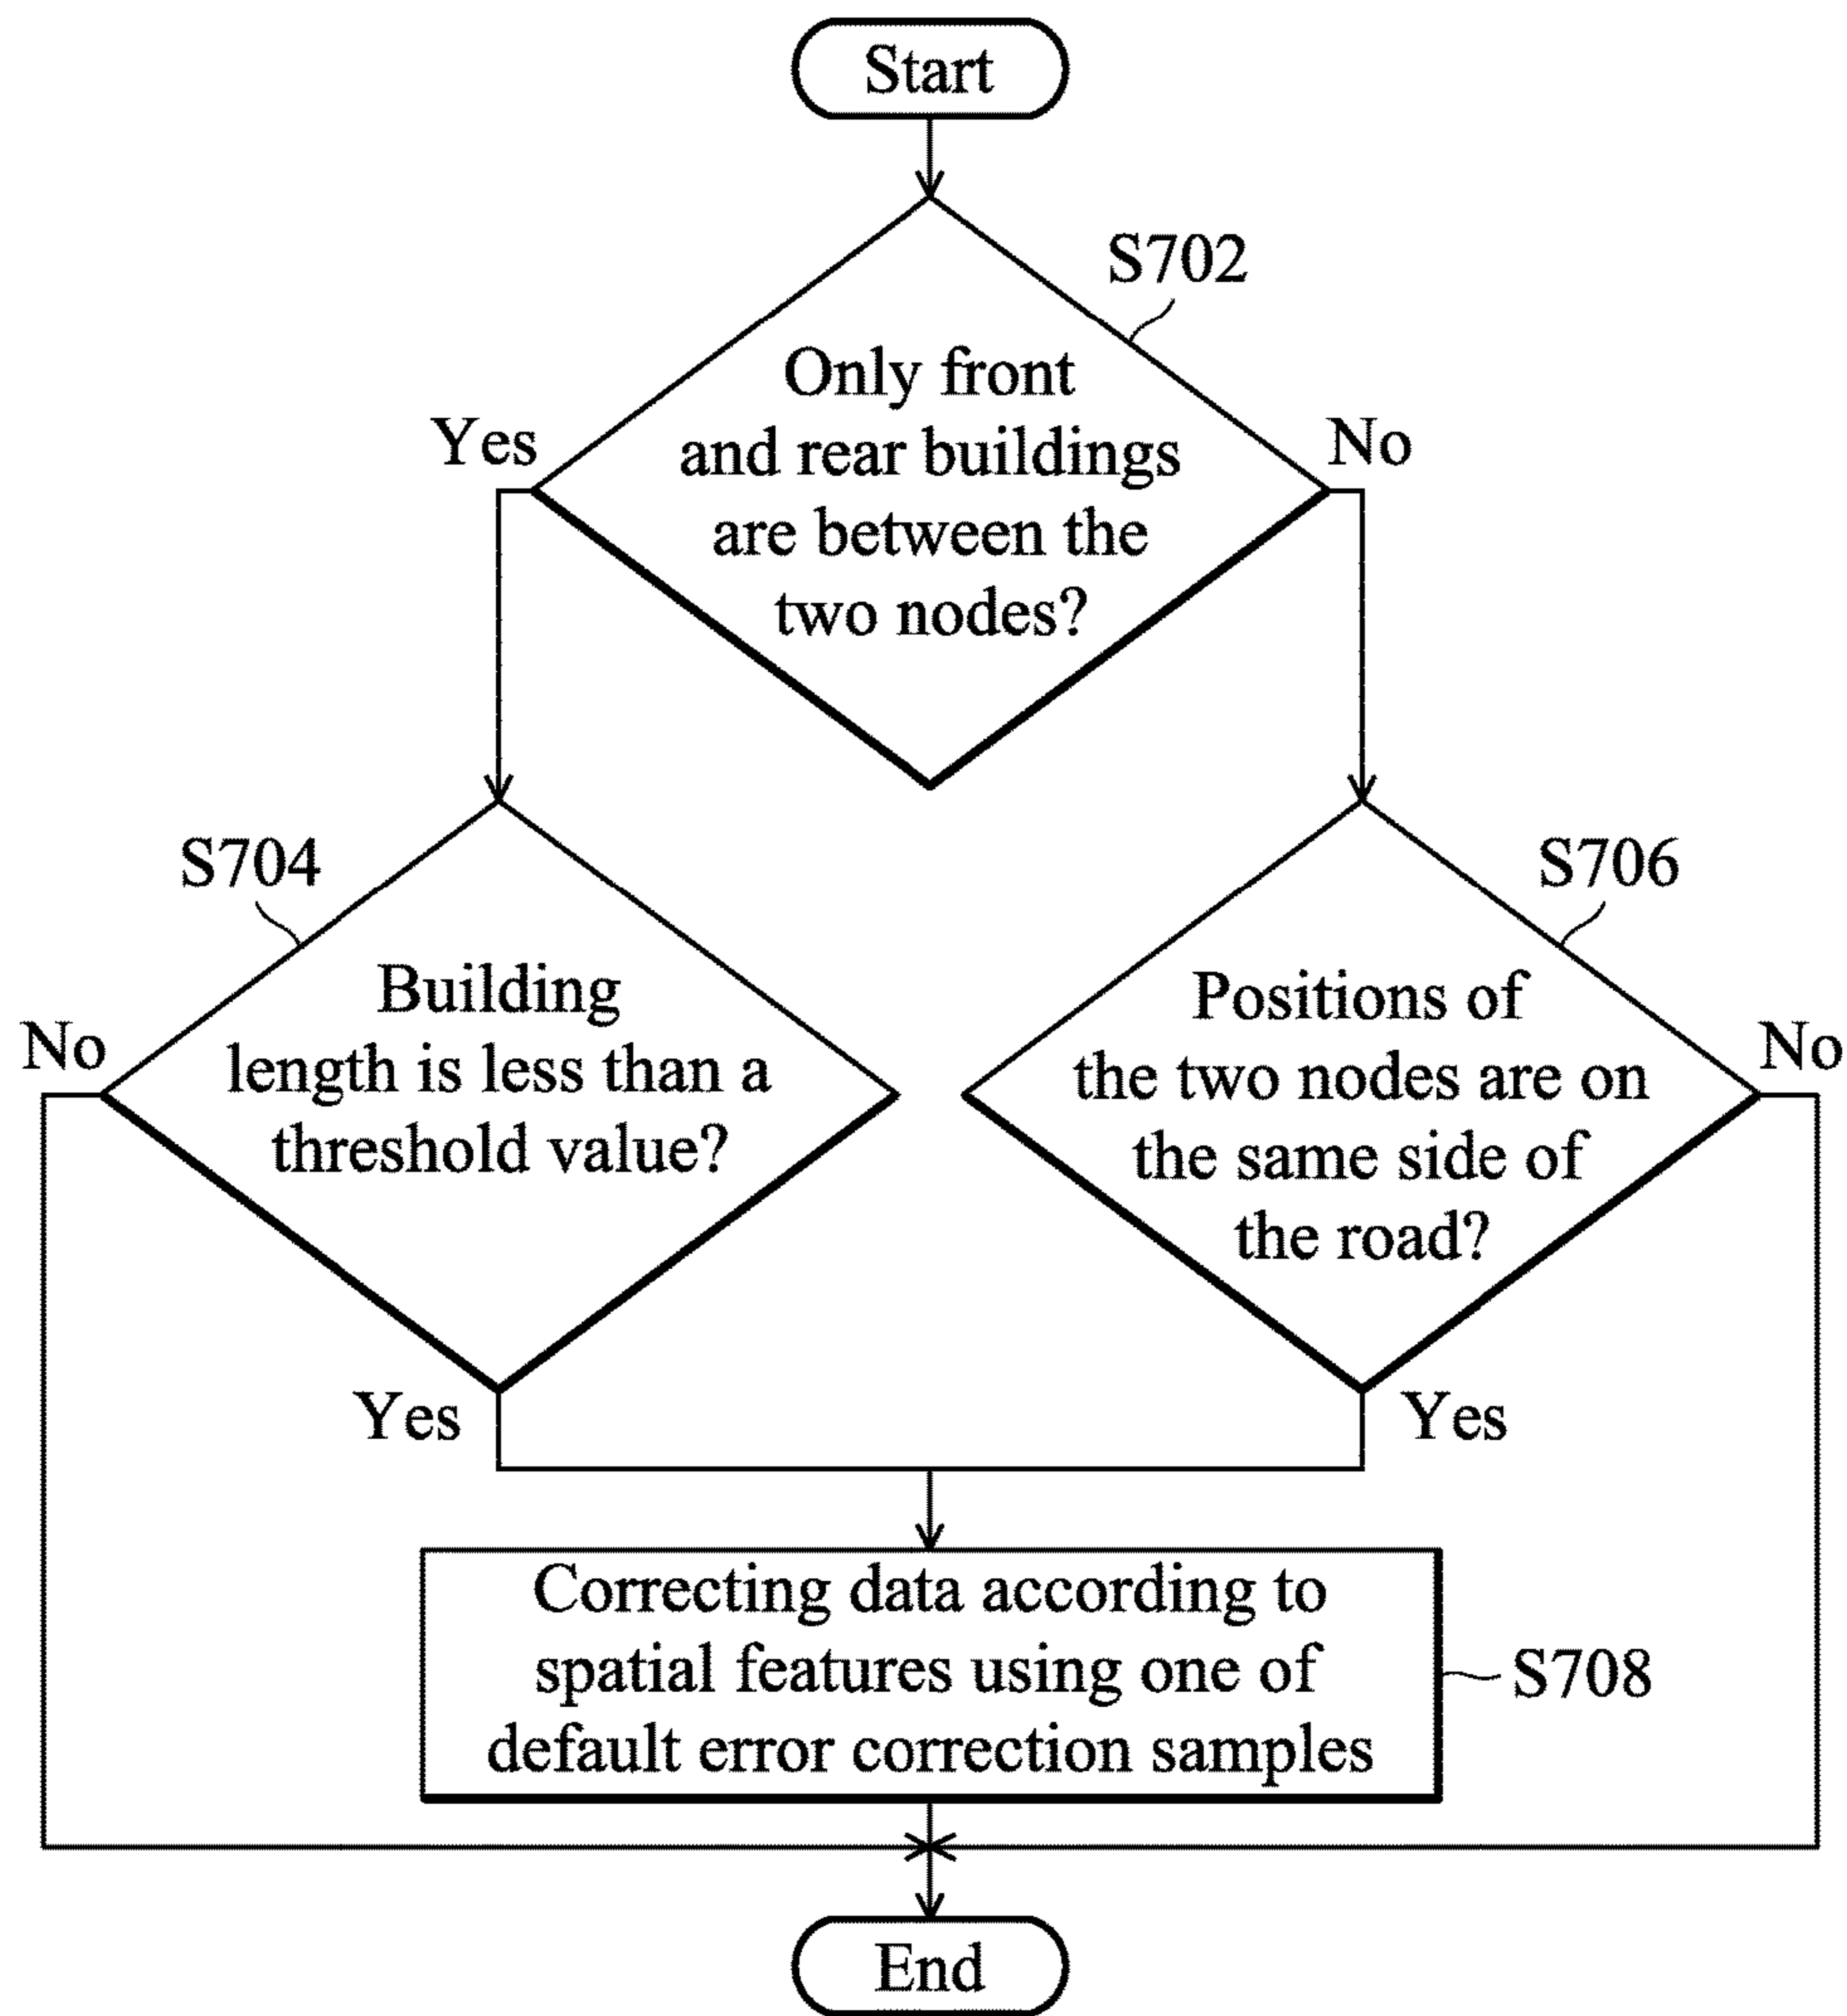 Start
S702
Only front
and rear buildings
are between the
two nodes?
Yes
No
S704
Building
length is less than a
threshold value?
No
Yes
S706
Positions of
the two nodes are on
the same side of
the road?
No
Yes
Correcting data according to
spatial features using one of
default error correction samples
S708
End